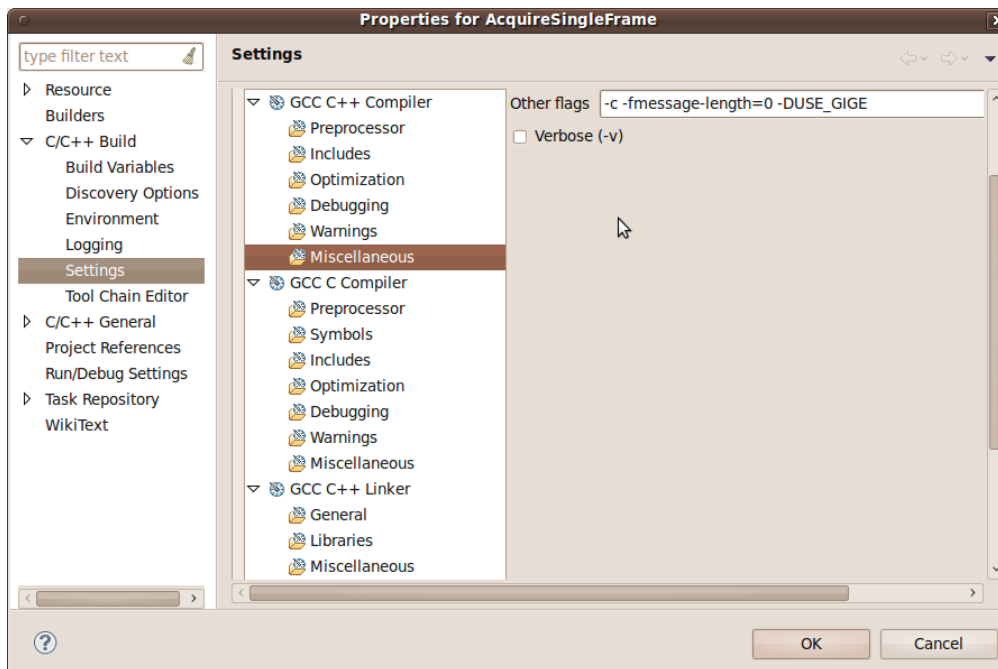 Properties for AcquireSingleFrame
type filter text
Resource
Builders
C/C++ Build
Build Variables
Discovery Options
Environment
Logging
Settings
Tool Chain Editor
C/C++ General
Project References
Run/Debug Settings
Task Repository
WikiText
Settings
GCC C++ Compiler
Preprocessor
Includes
Optimization
Debugging
Warnings
Miscellaneous
GCC C Compiler
Preprocessor
Symbols
Includes
Optimization
Debugging
Warnings
Miscellaneous
GCC C++ Linker
General
Libraries
Miscellaneous
Other flags -c -fmessage-length=0 -DUSE_GIGE
Verbose (-v)
?
OK
Cancel